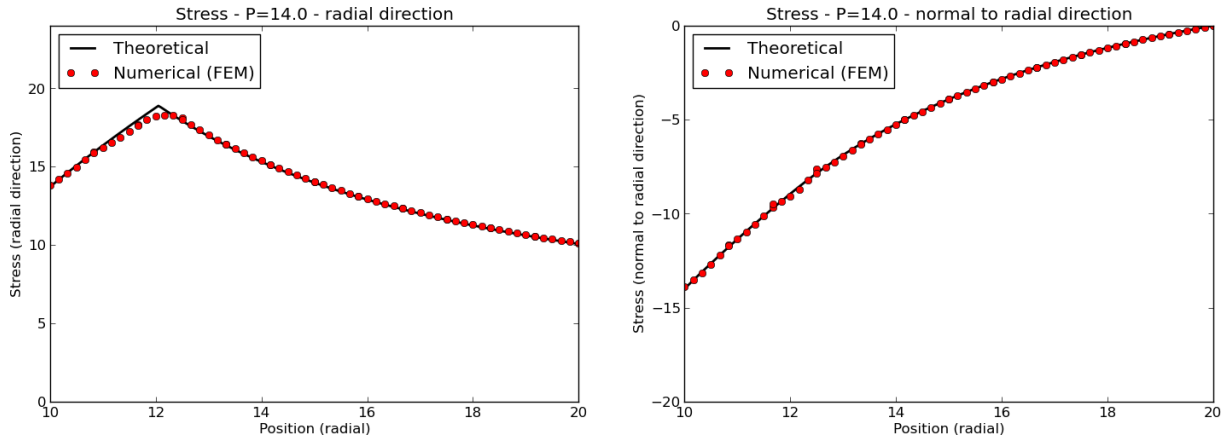 Stress - P=14.0 - radial direction
Theoretical
Numerical (FEM)
Stress (radial direction)
20
15
10
5
0
10
12
14
16
18
20
Position (radial)
Stress - P=14.0 - normal to radial direction
Theoretical
Numerical (FEM)
Stress (normal to radial direction)
0
−5
−10
−15
−20
10
12
14
16
18
20
Position (radial)